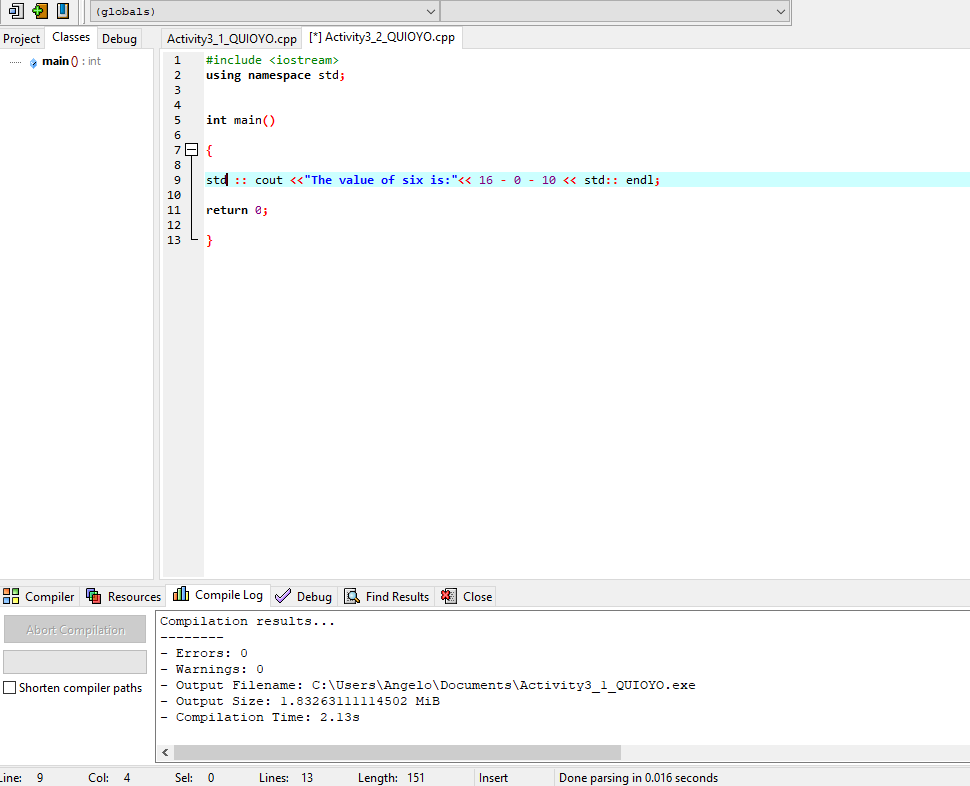 (globals)
Project Classes Debug
Activity3_1_QUIOYO.cpp [*] Activity3_2_QUIOYO.cpp
main () : int
1 #include <iostream>
2 using namespace std;
3
4
5 int main()
6
7 {
8
9 std :: cout <<"The value of six is:"<< 16 - 0 - 10 << std:: endl;
10
11 return 0;
12
13 }
Compiler Resources Compile Log Debug Find Results Close
Abort Compilation
Shorten compiler paths
Compilation results...
--------
- Errors: 0
- Warnings: 0
- Output Filename: C:\Users\Angelo\Documents\Activity3_1_QUIOYO.exe
- Output Size: 1.83263111114502 MiB
- Compilation Time: 2.13s
Line: 9 Col: 4 Sel: 0 Lines: 13 Length: 151 Insert Done parsing in 0.016 seconds